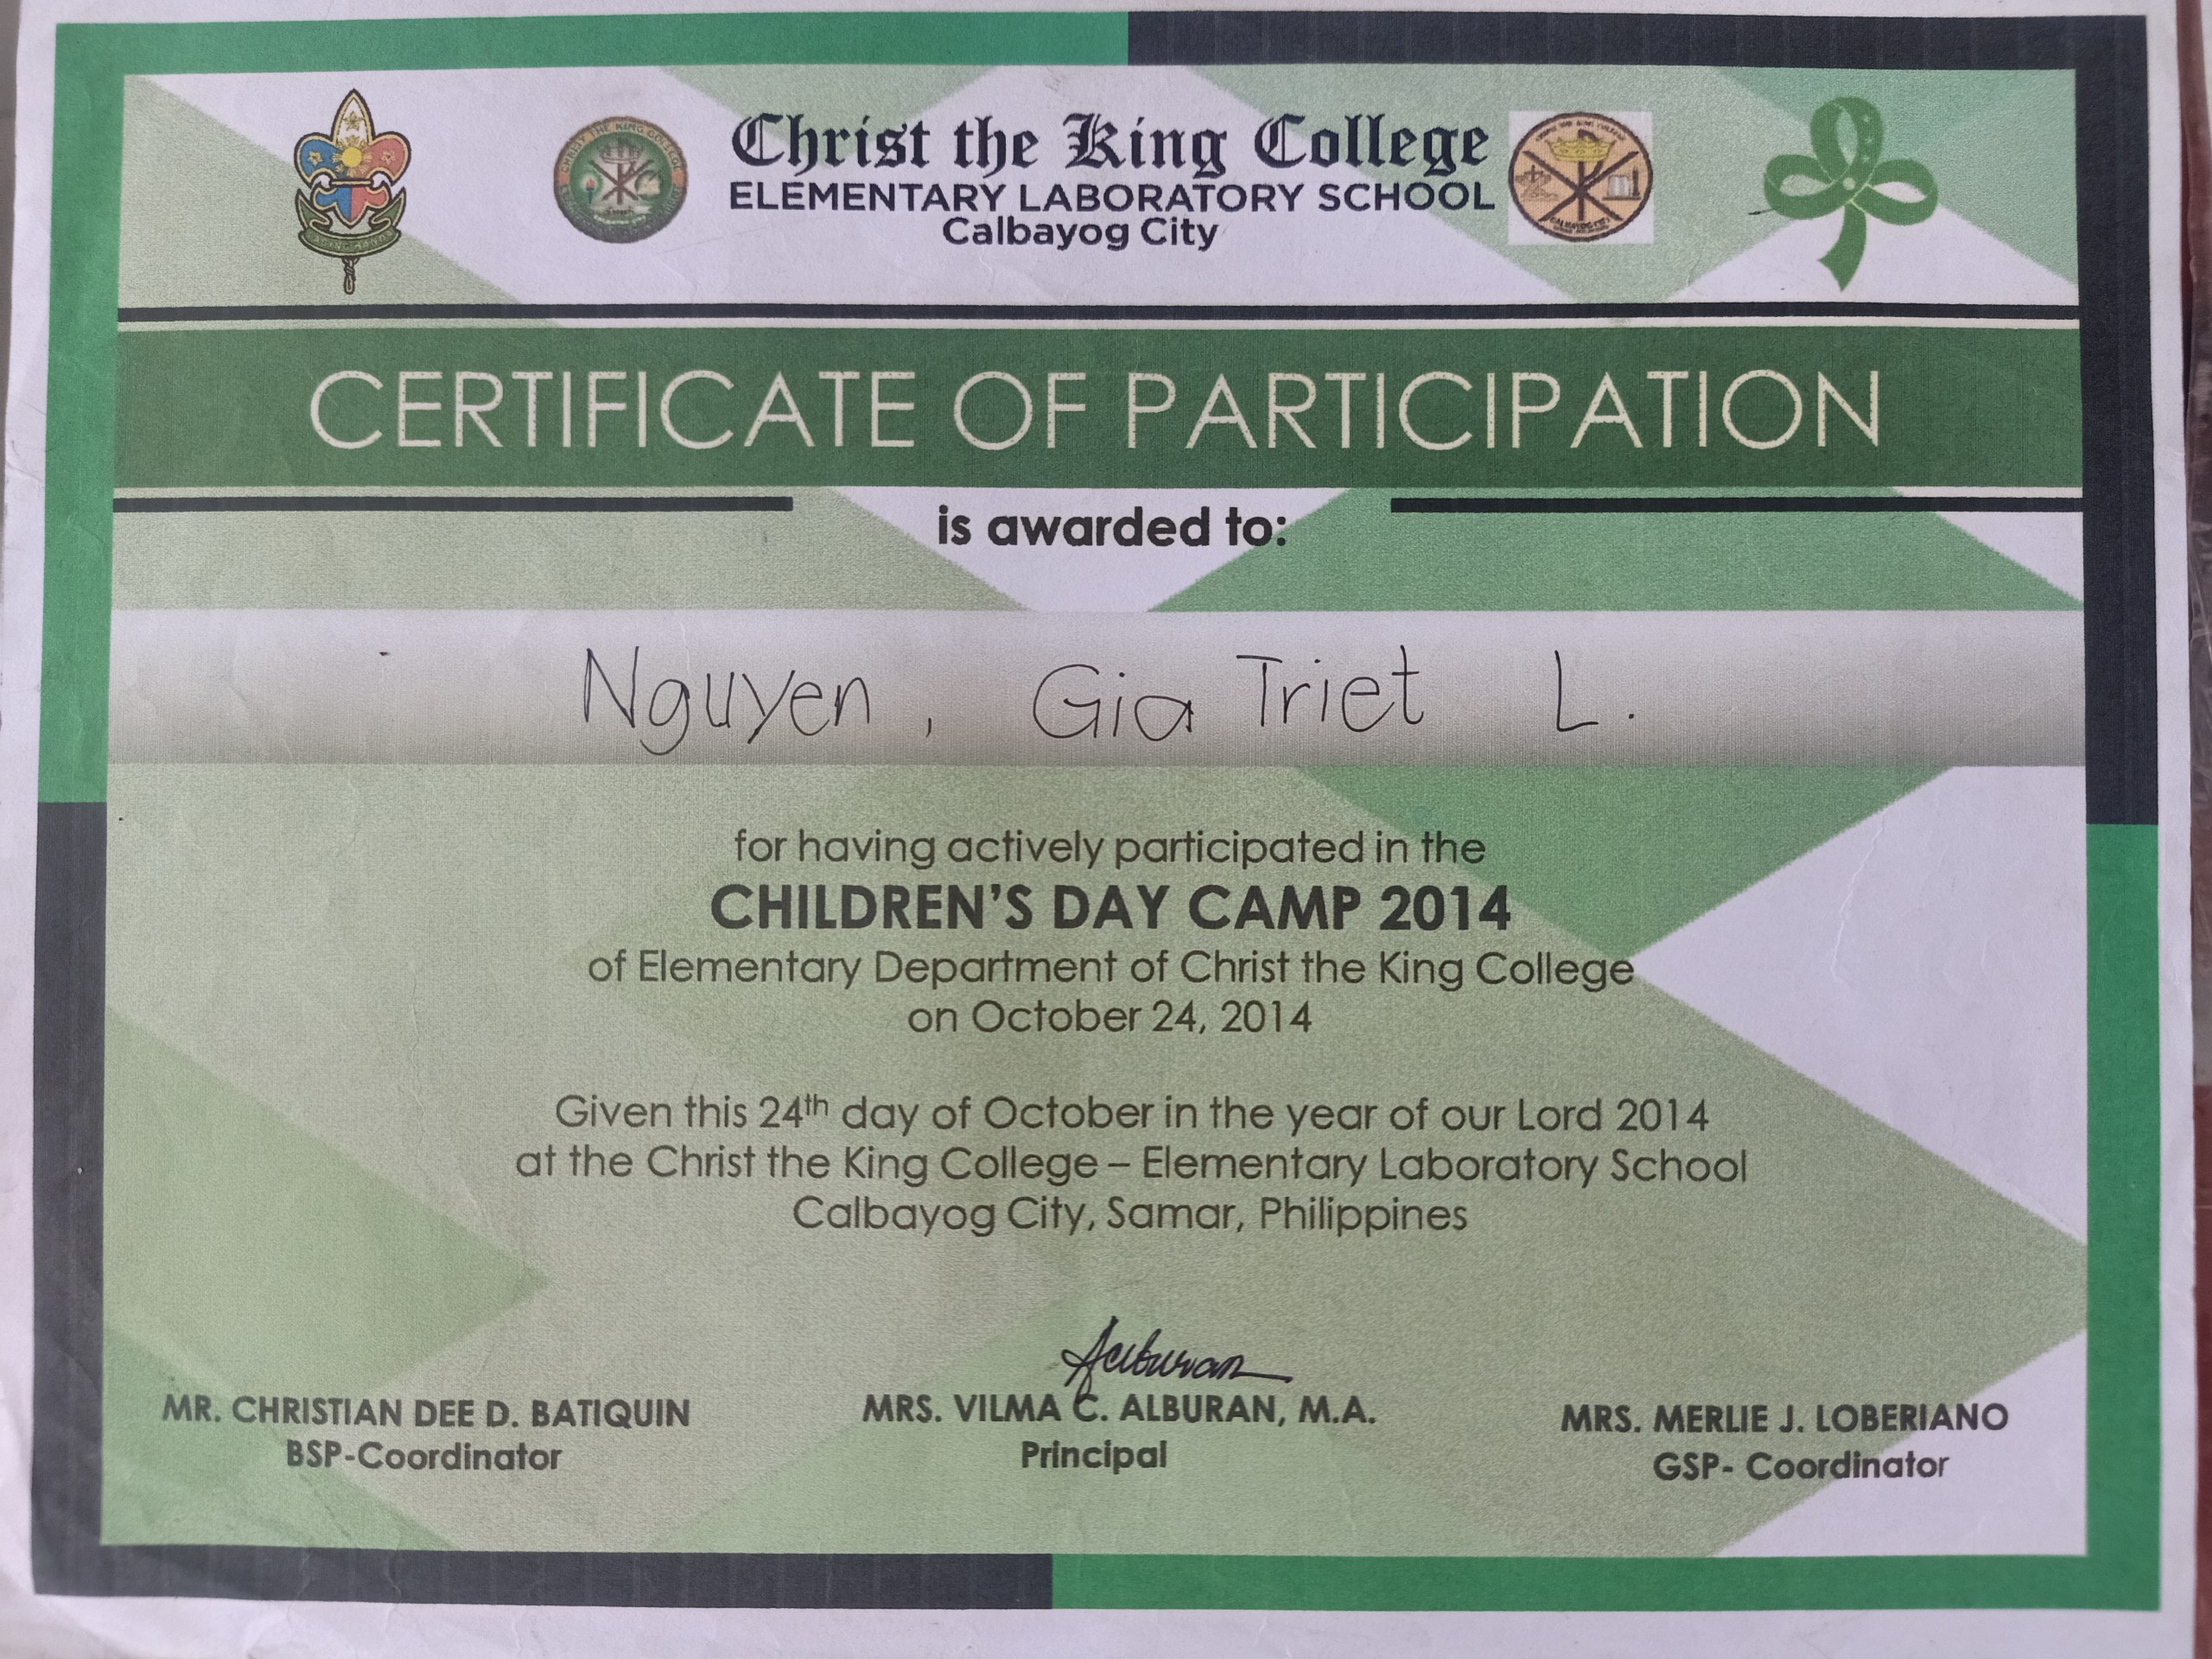 Christ the King College
ELEMENTARY LABORATORY SCHOOL
Calbayog City
CERTIFICATE OF PARTICIPATION
is awarded to:
Nguyen, Gia Triet L.
for having actively participated in the
CHILDREN'S DAY CAMP 2014
of Elementary Department of Christ the King College
on October 24, 2014
Given this 24th day of October in the year of our Lord 2014
at the Christ the King College – Elementary Laboratory School
Calbayog City, Samar, Philippines
MR. CHRISTIAN DEE D. BATIQUIN
BSP-Coordinator
MRS. VILMA C. ALBURAN, M.A.
Principal
MRS. MERLIE J. LOBERIANO
GSP- Coordinator